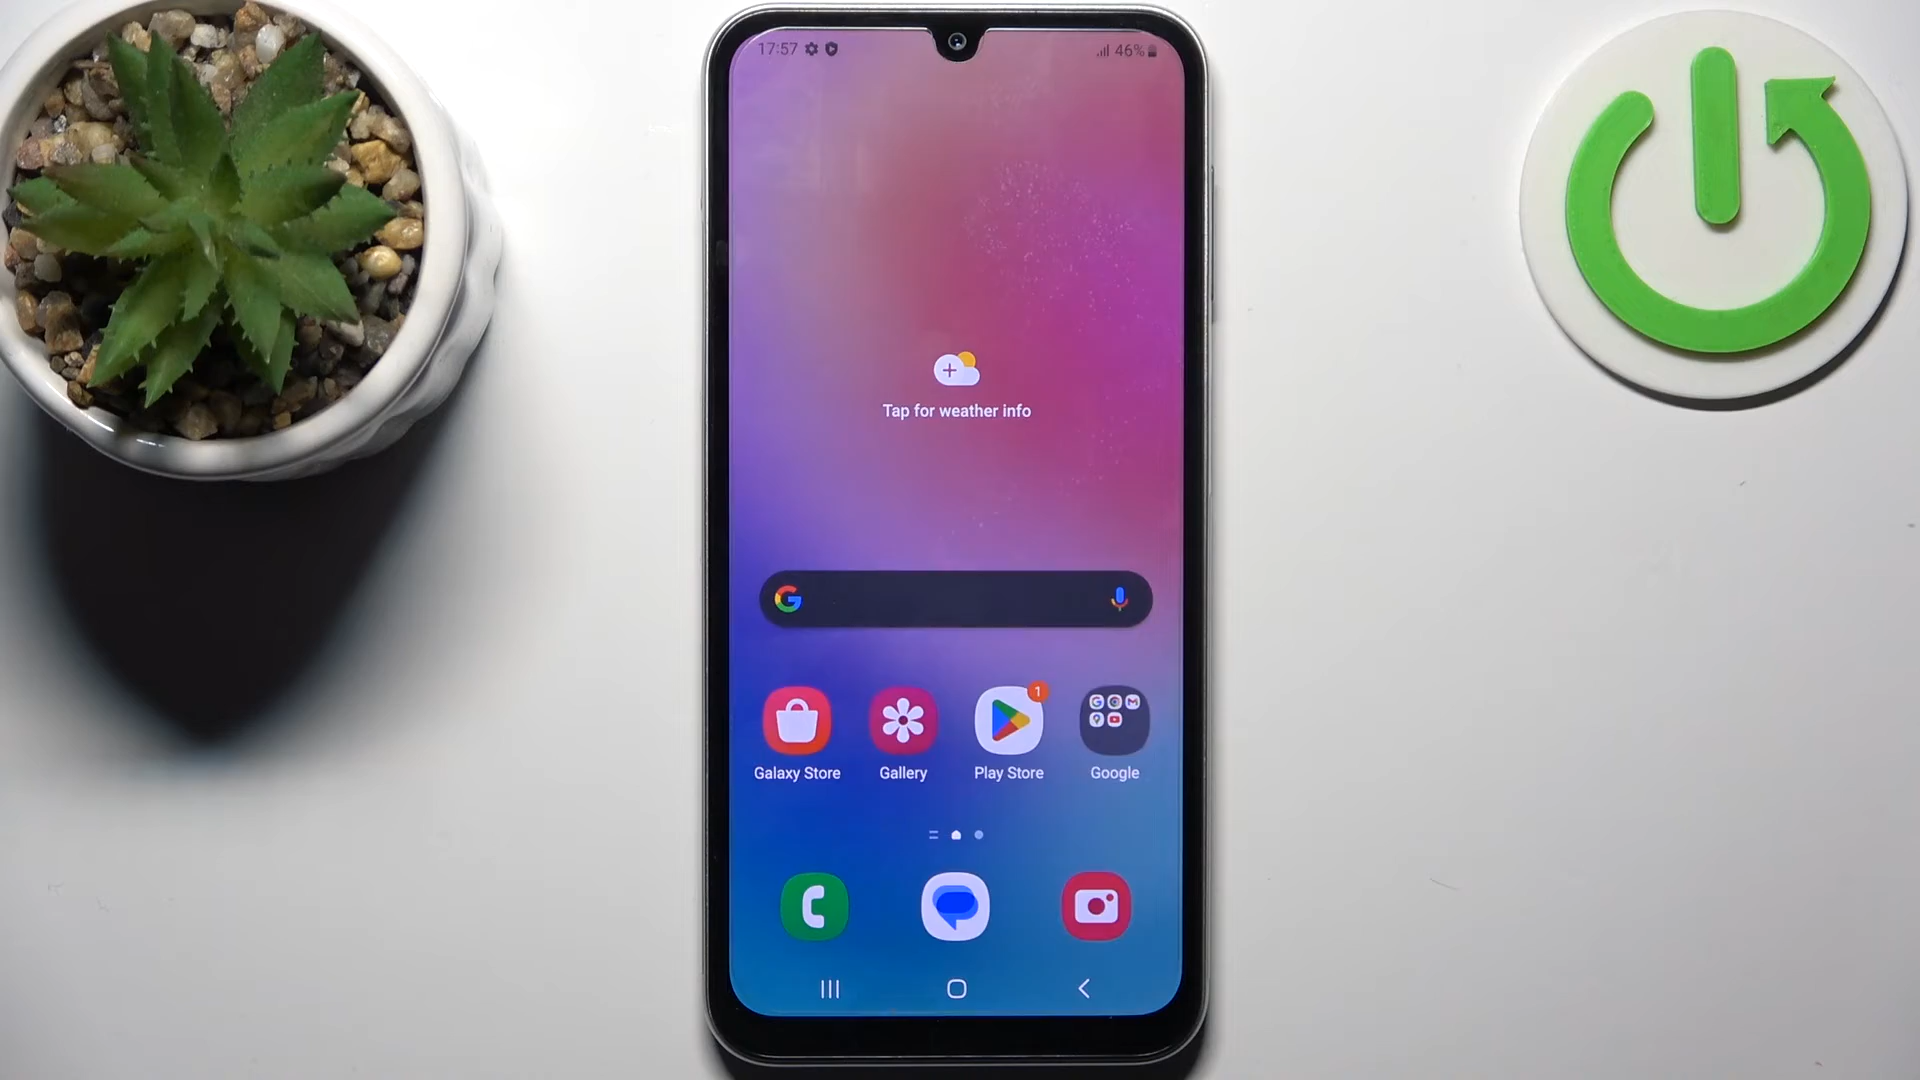 17:57
46%
Tap for weather info
1
Galaxy Store
Gallery
Play Store
Google